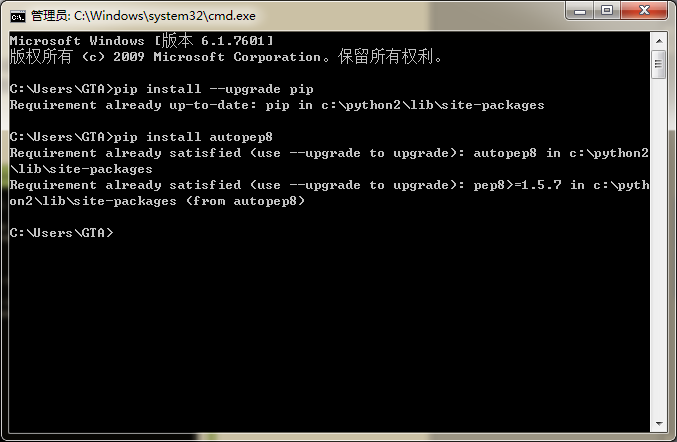 管理员: C:\Windows\system32\cmd.exe
Microsoft Windows [版本 6.1.7601]
版权所有 (c) 2009 Microsoft Corporation。保留所有权利。
C:\Users\GTA>pip install --upgrade pip
Requirement already up-to-date: pip in c:\python2\lib\site-packages
C:\Users\GTA>pip install autopep8
Requirement already satisfied (use --upgrade to upgrade): autopep8 in c:\python2
\lib\site-packages
Requirement already satisfied (use --upgrade to upgrade): pep8>=1.5.7 in c:\pyth
on2\lib\site-packages (from autopep8)
C:\Users\GTA>